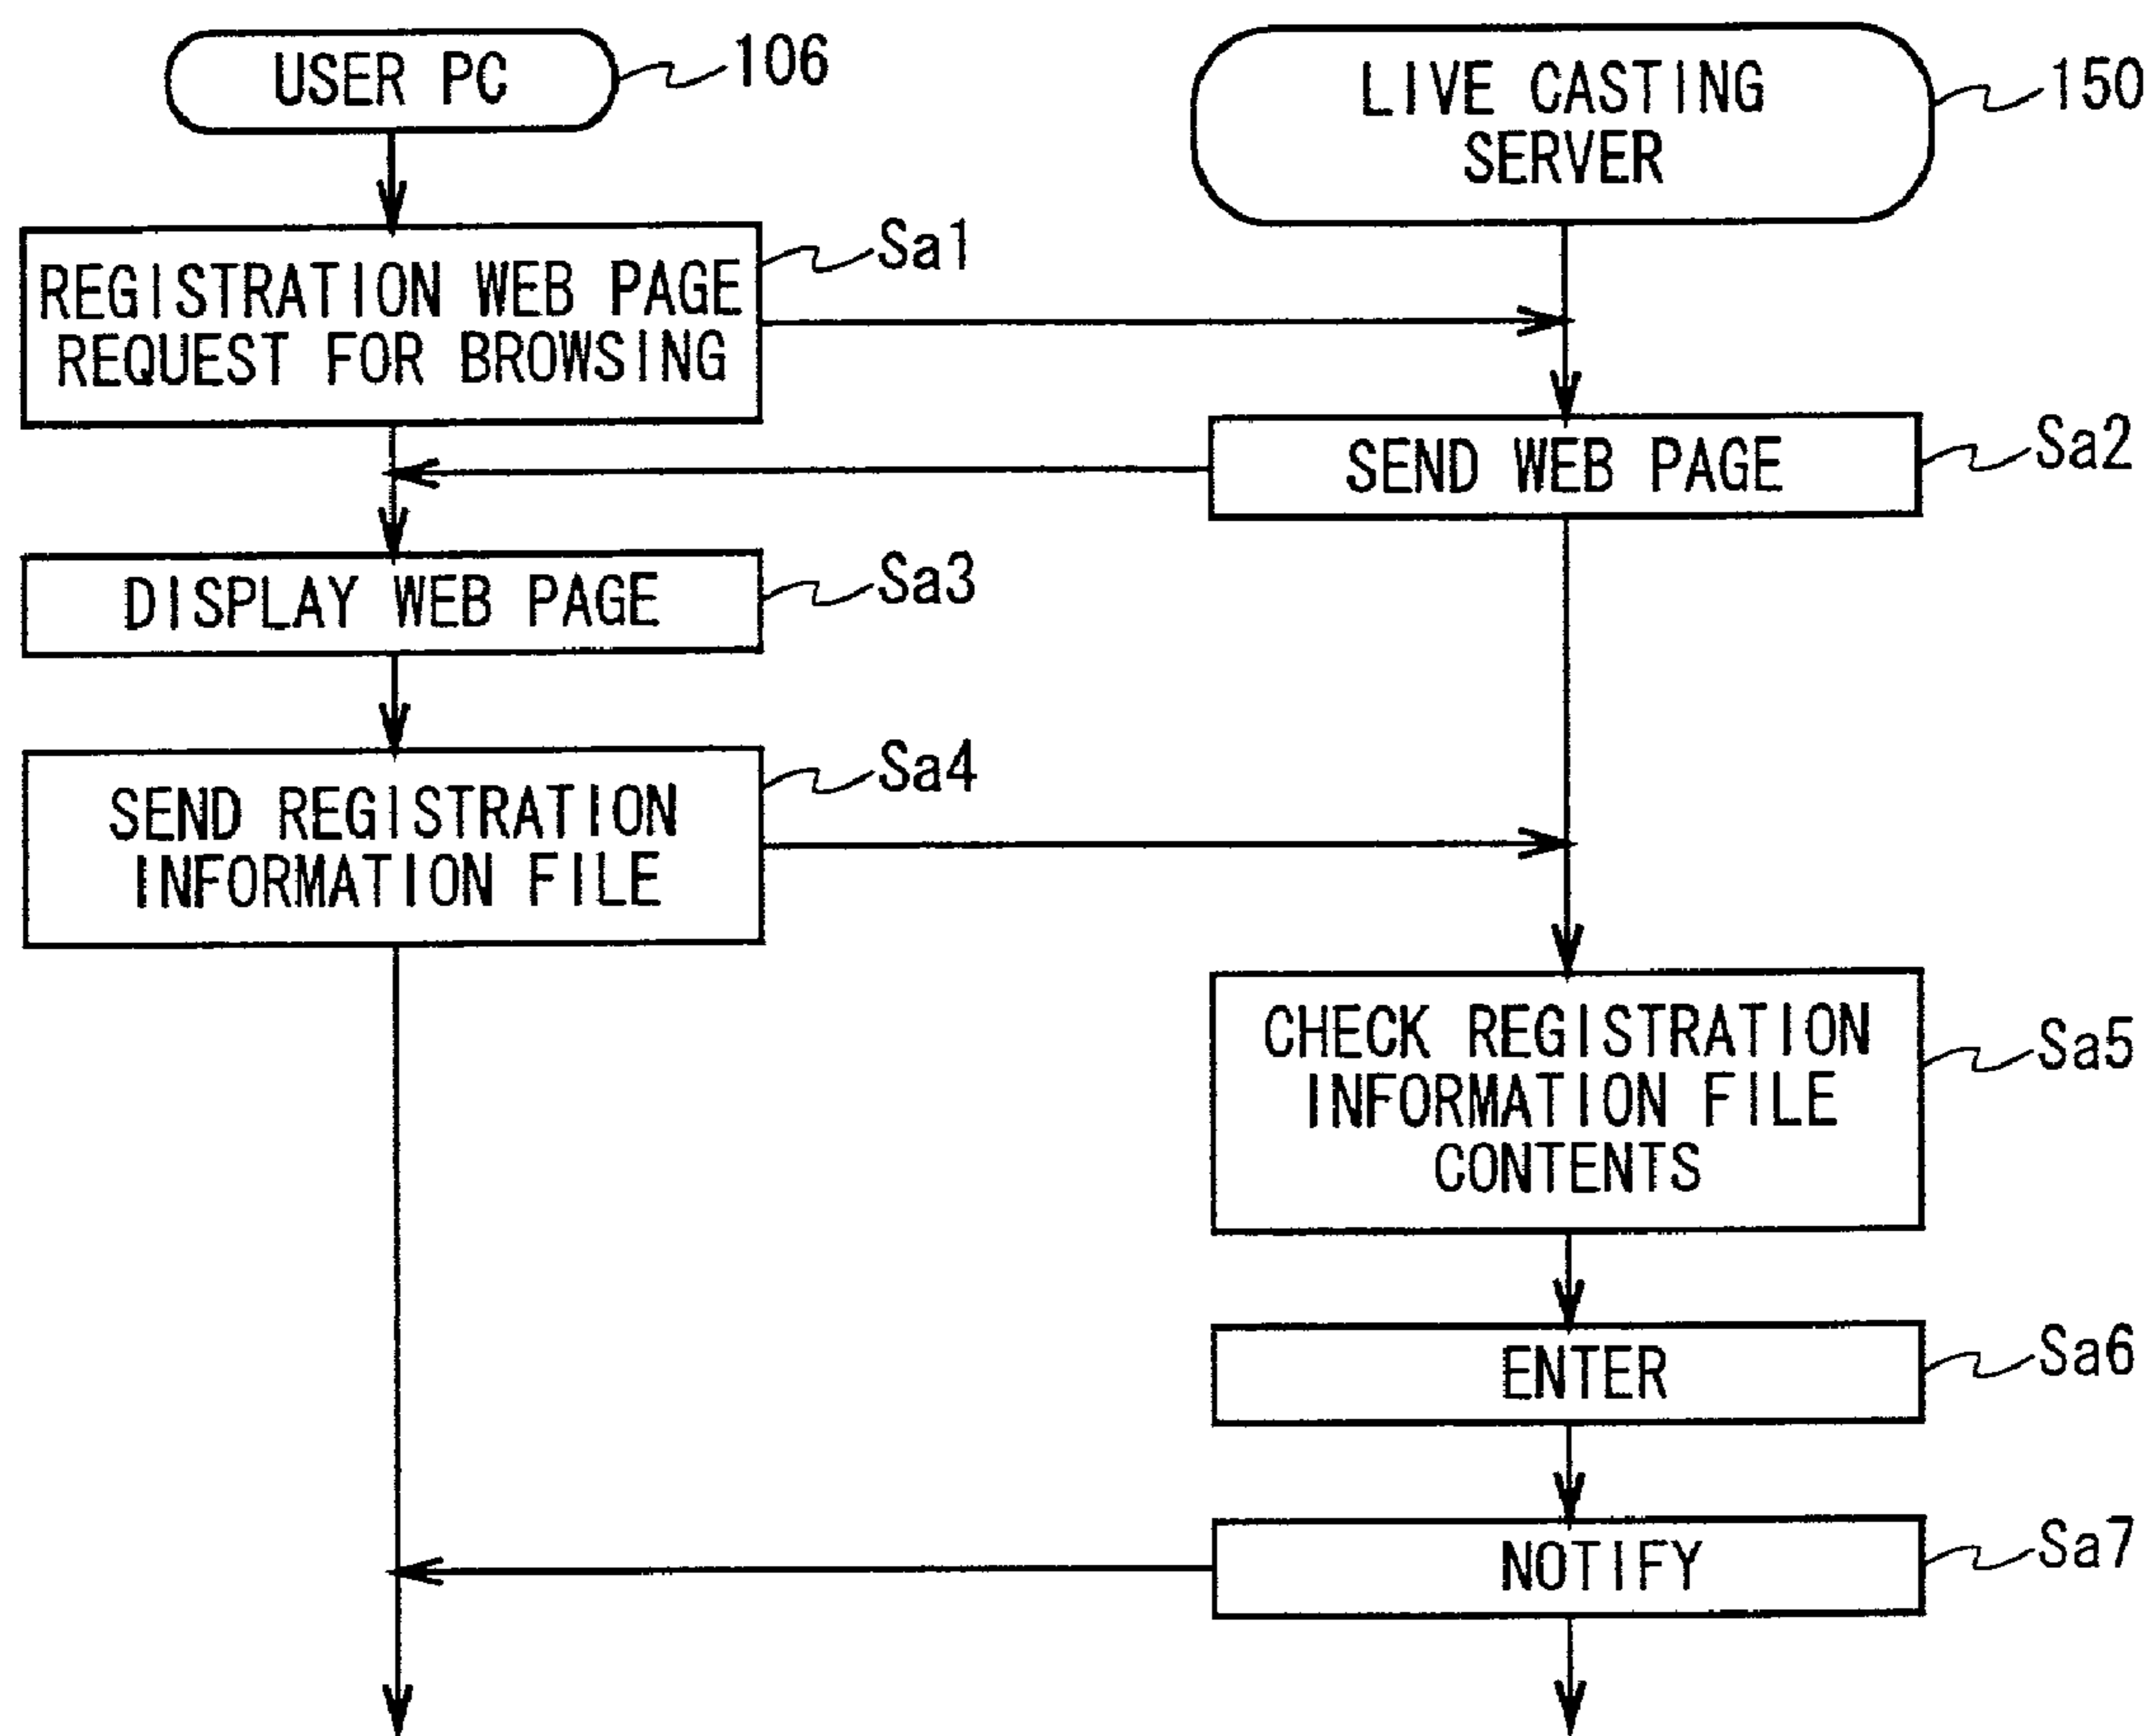 USER PC
106
LIVE CASTING
SERVER
150
REGISTRATION WEB PAGE
REQUEST FOR BROWSING
Sa1
SEND WEB PAGE
Sa2
DISPLAY WEB PAGE
Sa3
SEND REGISTRATION
INFORMATION FILE
Sa4
CHECK REGISTRATION
INFORMATION FILE
CONTENTS
Sa5
ENTER
Sa6
NOTIFY
Sa7